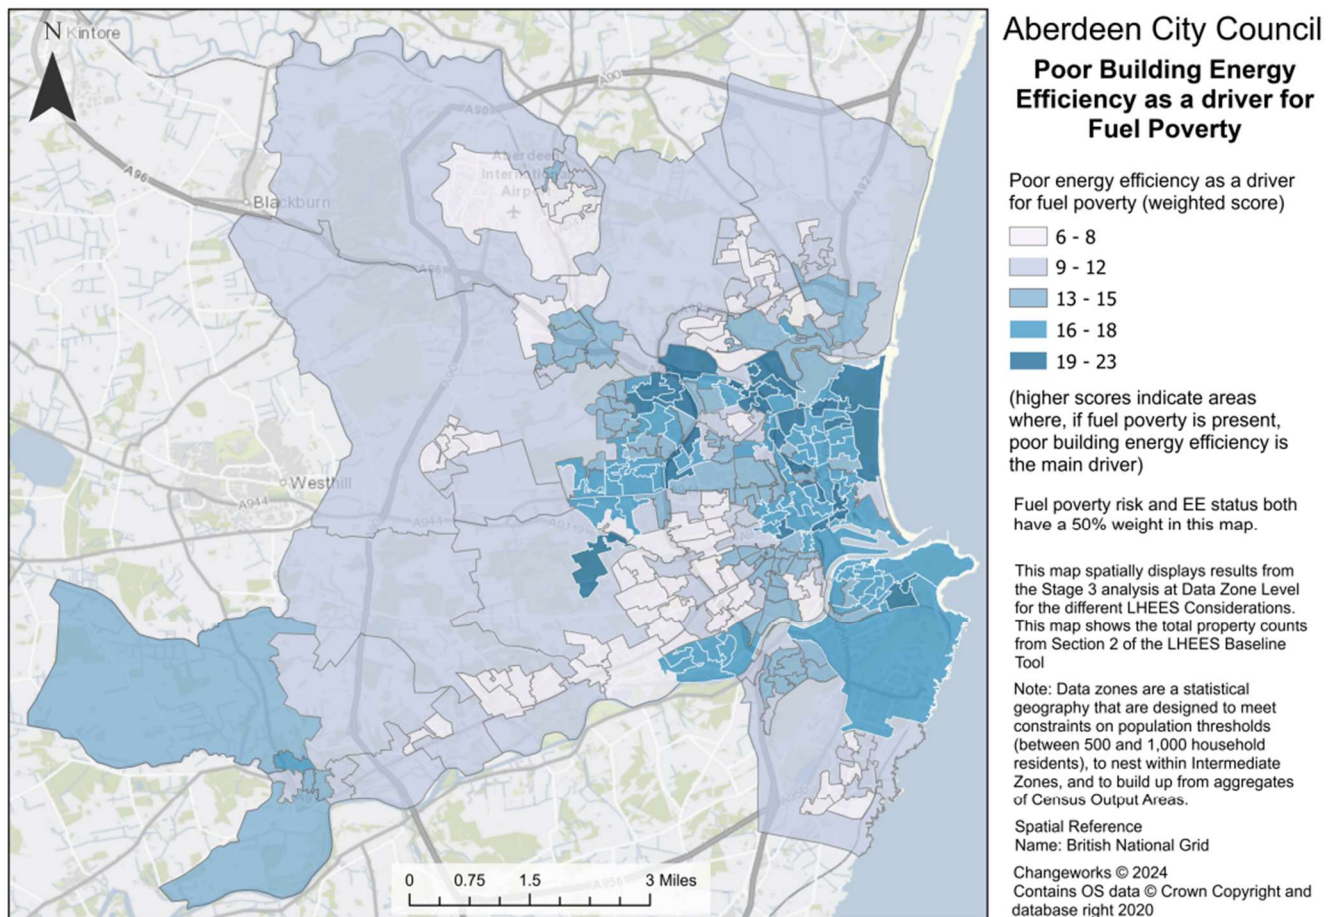 N
Kintore
A90
A96
Aberdeen
International
Airport
A92
Blackburn
Westhill
A944
A944
A956
0 0.75 1.5 3 Miles
Aberdeen City Council
Poor Building Energy
Efficiency as a driver for
Fuel Poverty
Poor energy efficiency as a driver
for fuel poverty (weighted score)
6 - 8
9 - 12
13 - 15
16 - 18
19 - 23
(higher scores indicate areas
where, if fuel poverty is present,
poor building energy efficiency is
the main driver)
Fuel poverty risk and EE status both
have a 50% weight in this map.
This map spatially displays results from
the Stage 3 analysis at Data Zone Level
for the different LHEES Considerations.
This map shows the total property counts
from Section 2 of the LHEES Baseline
Tool
Note: Data zones are a statistical
geography that are designed to meet
constraints on population thresholds
(between 500 and 1,000 household
residents), to nest within Intermediate
Zones, and to build up from aggregates
of Census Output Areas.
Spatial Reference
Name: British National Grid
Changeworks © 2024
Contains OS data © Crown Copyright and
database right 2020